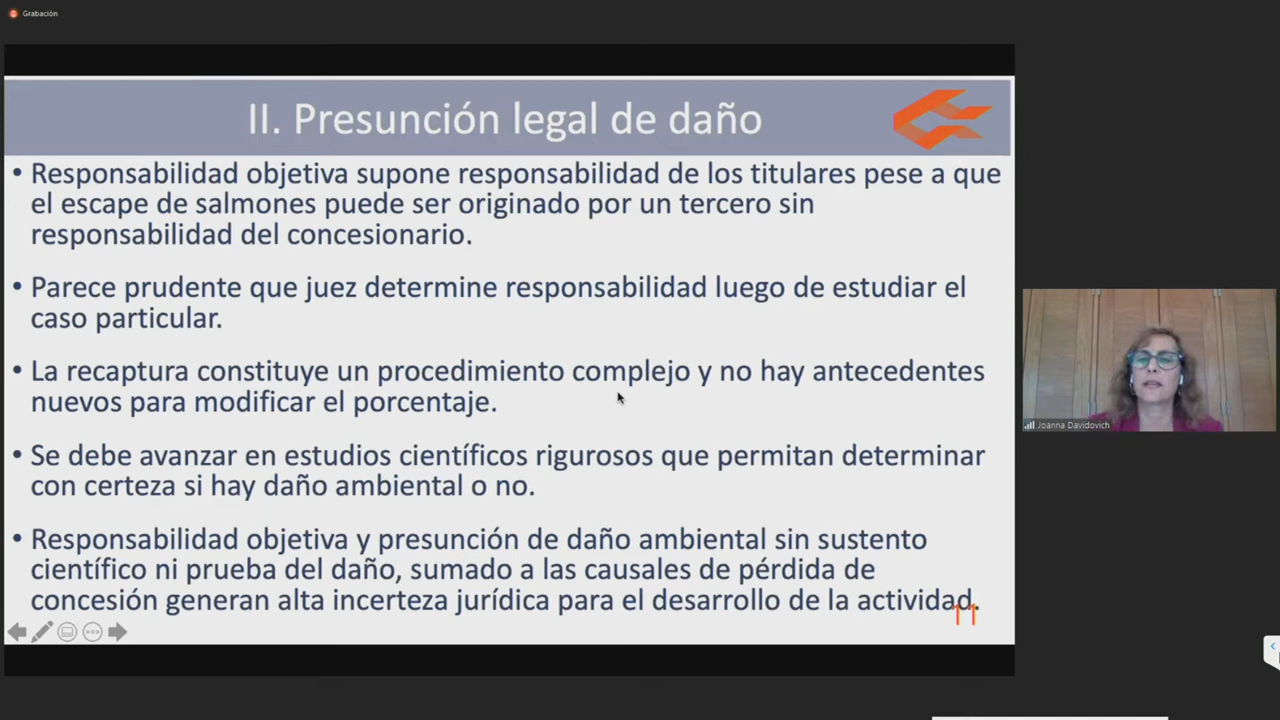 Grabación
II. Presunción legal de daño
• Responsabilidad objetiva supone responsabilidad de los titulares pese a que
el escape de salmones puede ser originado por un tercero sin
responsabilidad del concesionario.
• Parece prudente que juez determine responsabilidad luego de estudiar el
caso particular.
• La recaptura constituye un procedimiento complejo y no hay antecedentes
nuevos para modificar el porcentaje.
• Se debe avanzar en estudios científicos rigurosos que permitan determinar
con certeza si hay daño ambiental o no.
• Responsabilidad objetiva y presunción de daño ambiental sin sustento
científico ni prueba del daño, sumado a las causales de pérdida de
concesión generan alta incerteza jurídica para el desarrollo de la actividad.
11
Joanna Davidovich